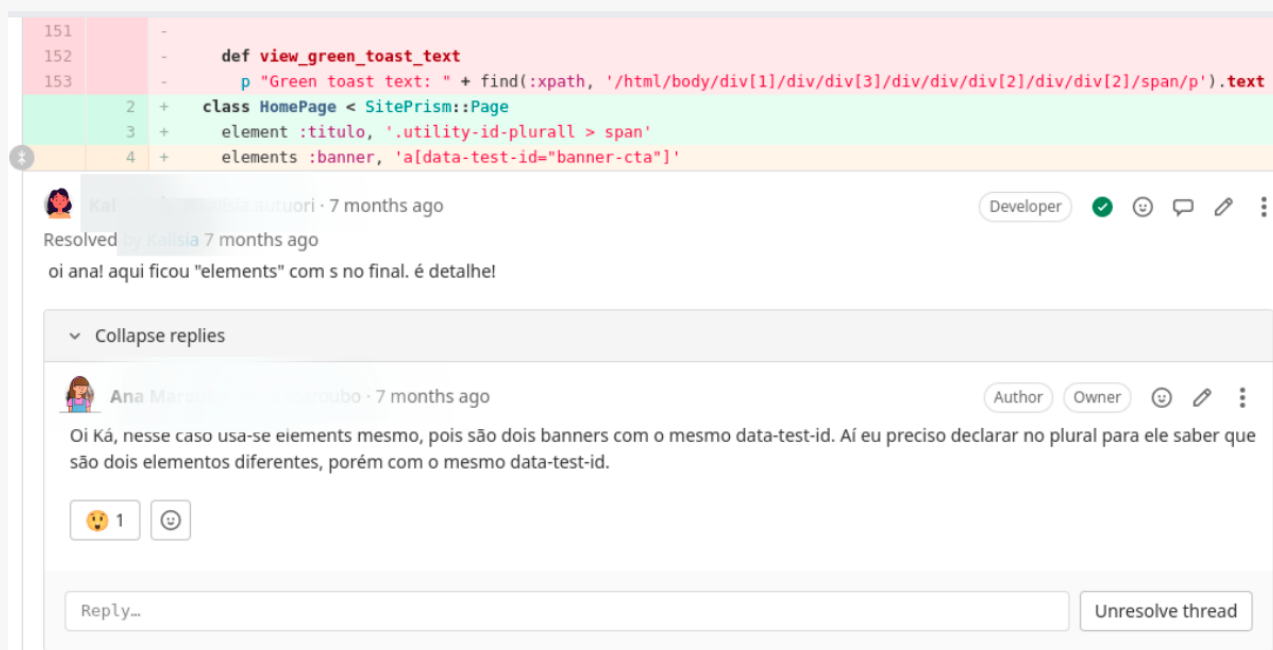 151 -
152 - def view_green_toast_text
153 - p "Green toast text: " + find(:xpath, '/html/body/div[1]/div/div[3]/div/div/div[2]/div/div[2]/span/p').text
2 + class HomePage < SitePrism::Page
3 + element :titulo, '.utility-id-plurall > span'
4 + elements :banner, 'a[data-test-id="banner-cta"]'
· 7 months ago Developer
Resolved by 7 months ago
oi ana! aqui ficou "elements" com s no final. é detalhe!
Collapse replies
Ana · 7 months ago Author Owner
Oi Ká, nesse caso usa-se elements mesmo, pois são dois banners com o mesmo data-test-id. Aí eu preciso declarar no plural para ele saber que
são dois elementos diferentes, porém com o mesmo data-test-id.
1
Reply… Unresolve thread